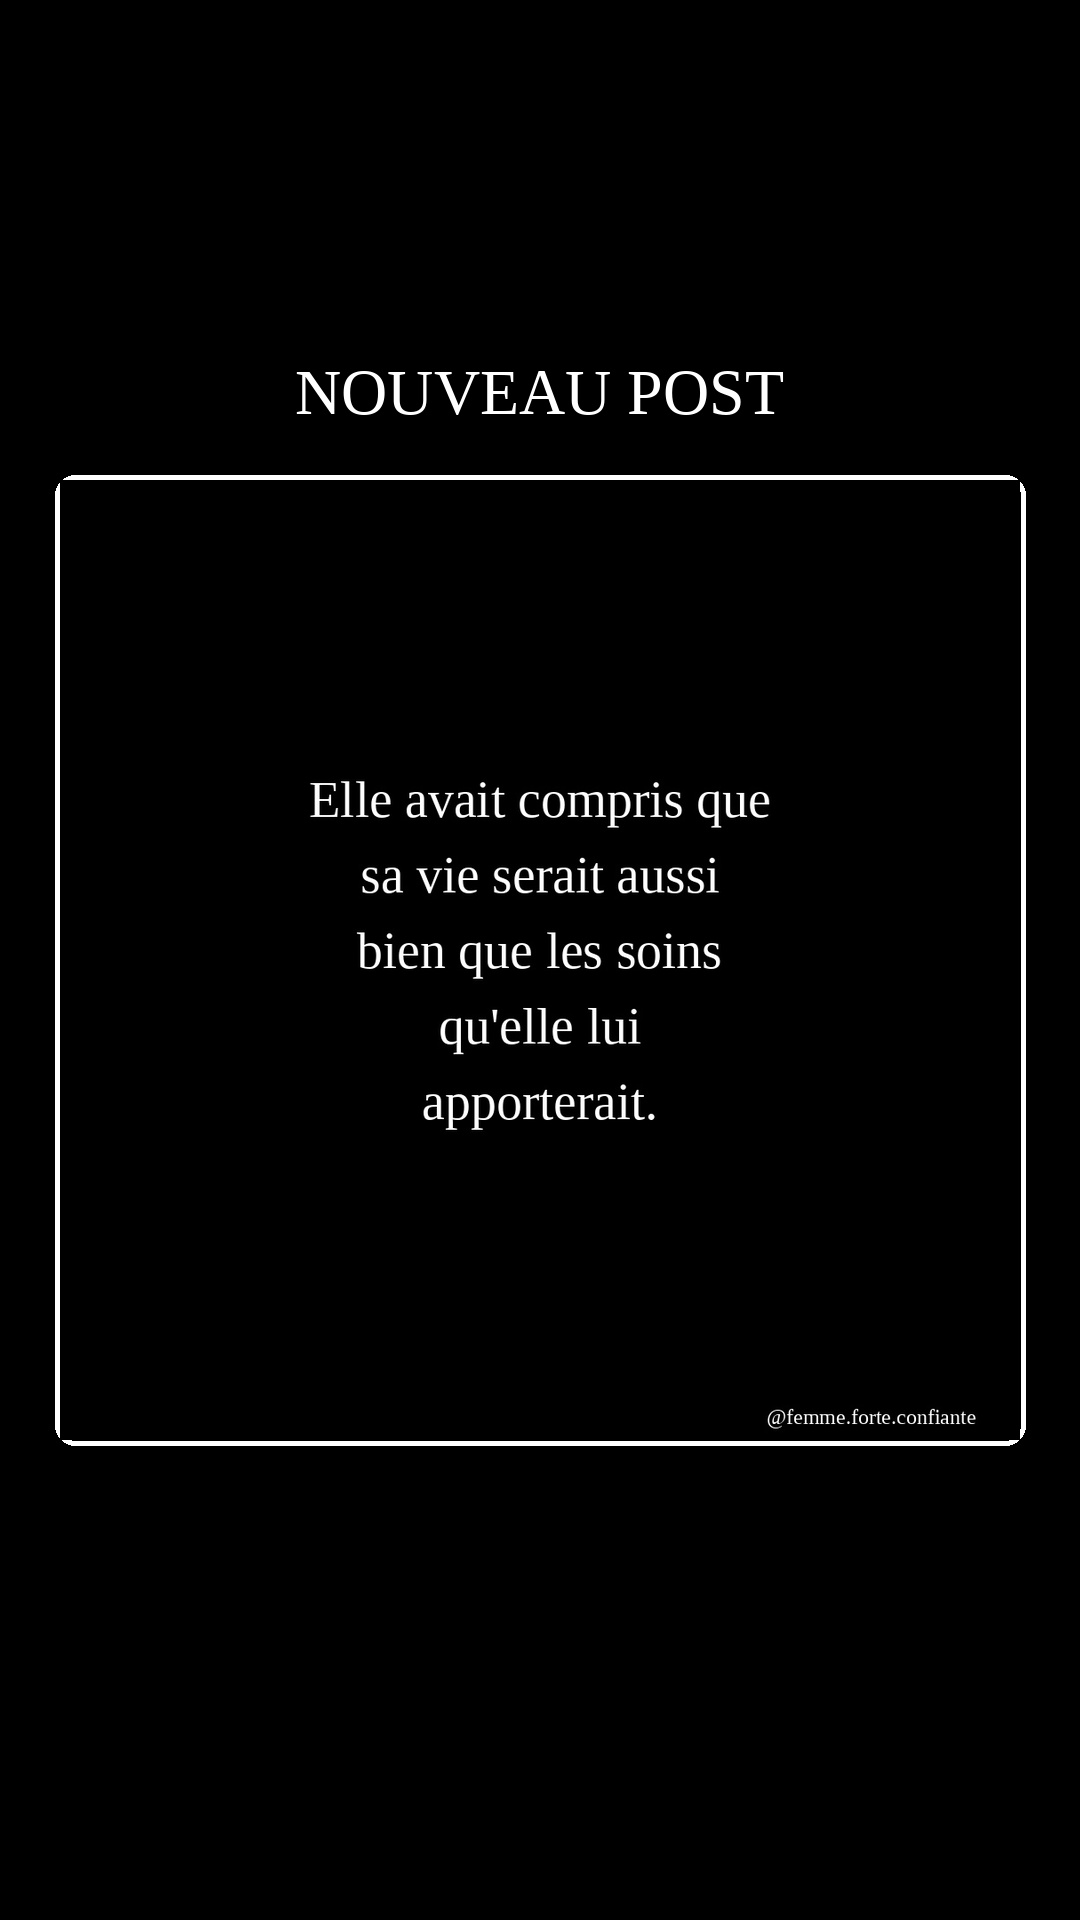 NOUVEAU POST
Elle avait compris que
sa vie serait aussi
bien que les soins
qu'elle lui
apporterait.
@femme.forte.confiante